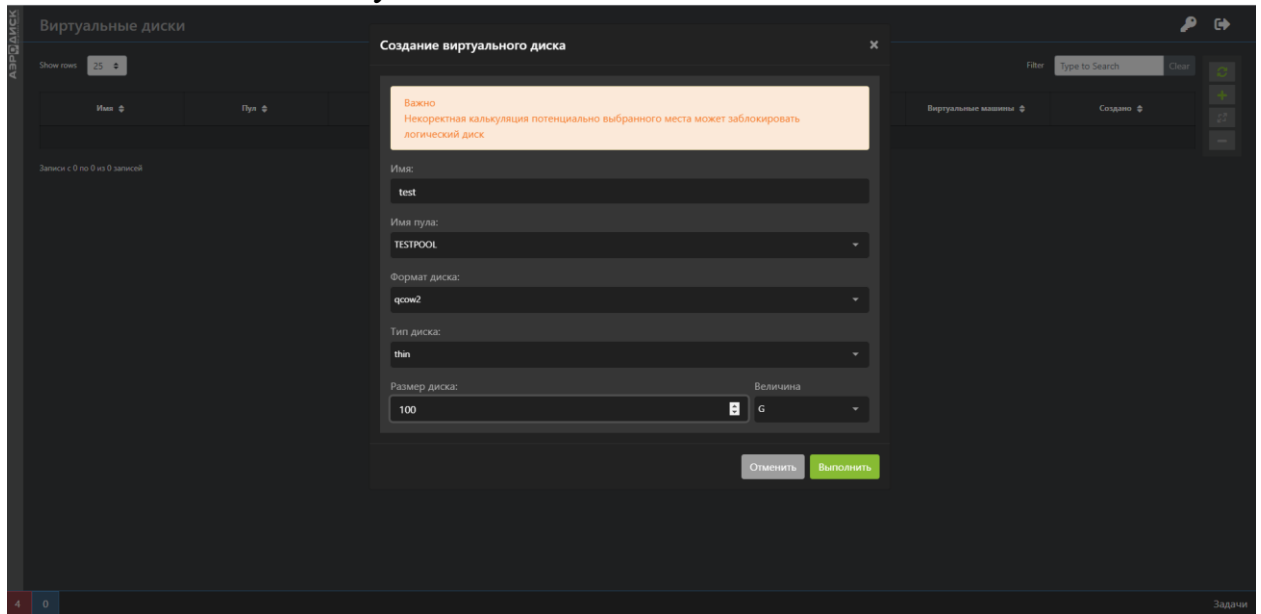 АЭРОДИСК
Виртуальные диски
Создание виртуального диска
×
Show rows 25
Filter Type to Search Clear
Имя Пул Виртуальные машины Создано
Важно
Некоректная калькуляция потенциально выбранного места может заблокировать
логический диск
Записи с 0 по 0 из 0 записей
Имя:
test
Имя пула:
TESTPOOL
Формат диска:
qcow2
Тип диска:
thin
Размер диска: Величина
100 G
Отменить Выполнить
4 0 Задачи